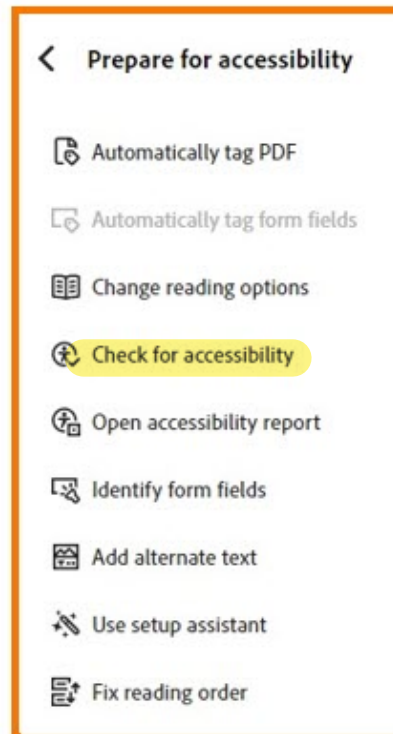 Prepare for accessibility
Automatically tag PDF
Automatically tag form fields
Change reading options
Check for accessibility
Open accessibility report
Identify form fields
Add alternate text
Use setup assistant
Fix reading order